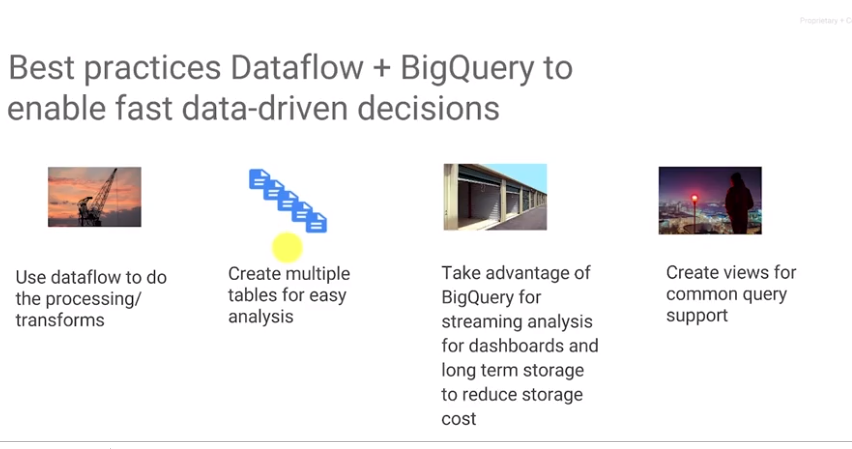 Proprietary + C
Best practices Dataflow + BigQuery to
enable fast data-driven decisions
Use dataflow to do
the processing/
transforms
Create multiple
tables for easy
analysis
Take advantage of
BigQuery for
streaming analysis
for dashboards and
long term storage
to reduce storage
cost
Create views for
common query
support